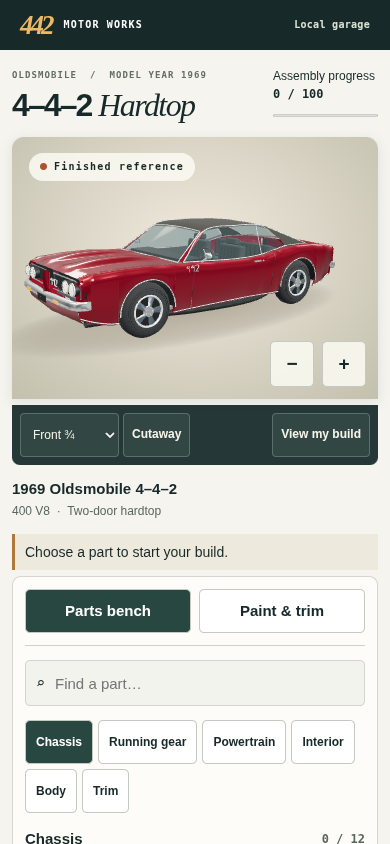 442 MOTOR WORKS
Local garage
OLDSMOBILE / MODEL YEAR 1969
4–4–2 Hardtop
Assembly progress
0 / 100
Finished reference
442
442
−
+
Front ¾
Cutaway
View my build
1969 Oldsmobile 4–4–2
400 V8 · Two-door hardtop
Choose a part to start your build.
Parts bench
Paint & trim
Find a part…
Chassis
Running gear
Powertrain
Interior
Body
Trim
Chassis
0 / 12